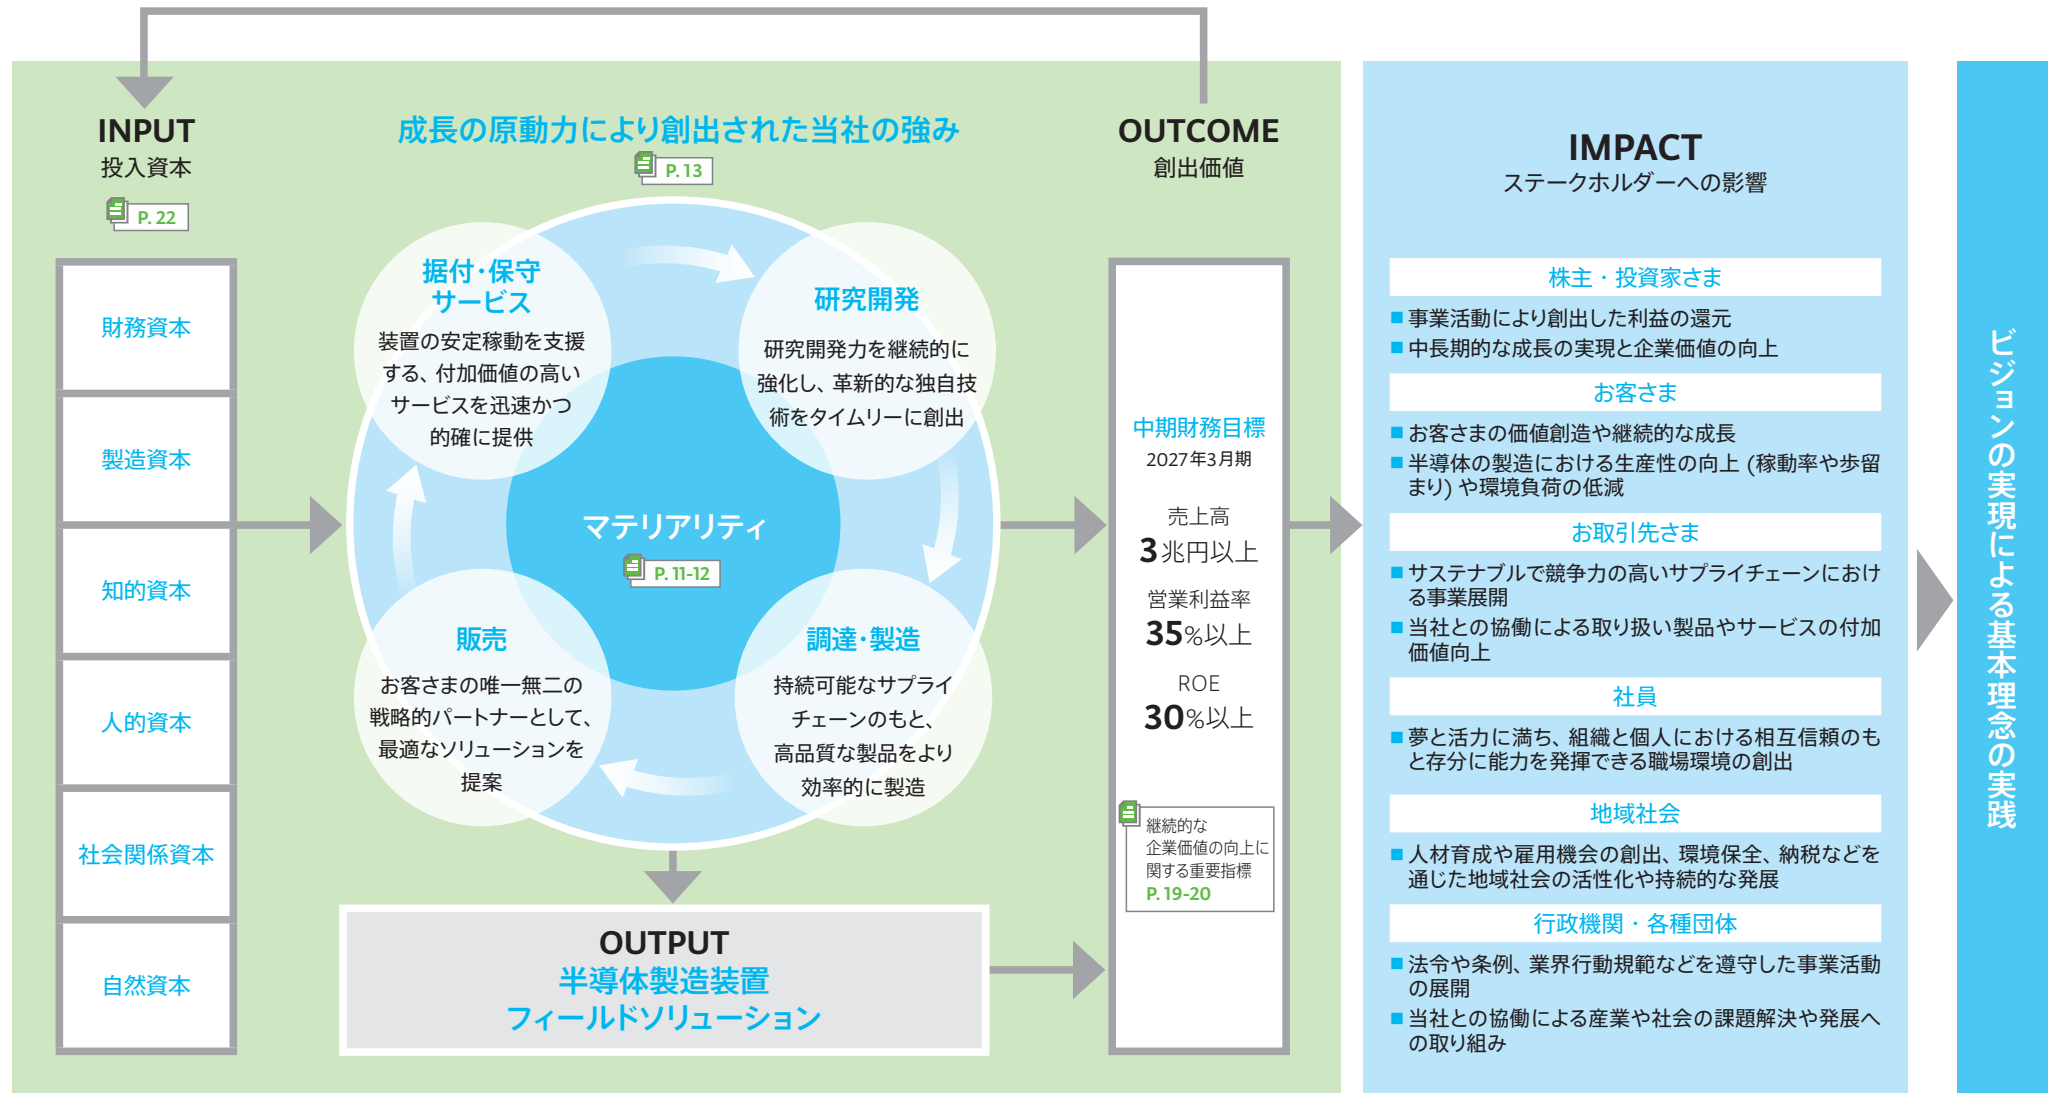 INPUT
投入資本
P. 22
財務資本
製造資本
知的資本
人的資本
社会関係資本
自然資本
成長の原動力により創出された当社の強み
P. 13
据付・保守
サービス
装置の安定稼動を支援
する、付加価値の高い
サービスを迅速かつ
的確に提供
研究開発
研究開発力を継続的に
強化し、革新的な独自技
術をタイムリーに創出
マテリアリティ
P. 11-12
販売
お客さまの唯一無二の
戦略的パートナーとして、
最適なソリューションを
提案
調達・製造
持続可能なサプライ
チェーンのもと、
高品質な製品をより
効率的に製造
OUTPUT
半導体製造装置
フィールドソリューション
OUTCOME
創出価値
中期財務目標
2027年3月期
売上高
3兆円以上
営業利益率
35%以上
ROE
30%以上
継続的な
企業価値の向上に
関する重要指標
P. 19-20
IMPACT
ステークホルダーへの影響
株主・投資家さま
■事業活動により創出した利益の還元
■中長期的な成長の実現と企業価値の向上
お客さま
■お客さまの価値創造や継続的な成長
■半導体の製造における生産性の向上 (稼動率や歩留
まり) や環境負荷の低減
お取引先さま
■サステナブルで競争力の高いサプライチェーンにおけ
る事業展開
■当社との協働による取り扱い製品やサービスの付加
価値向上
社員
■夢と活力に満ち、組織と個人における相互信頼のも
と存分に能力を発揮できる職場環境の創出
地域社会
■人材育成や雇用機会の創出、環境保全、納税などを
通じた地域社会の活性化や持続的な発展
行政機関・各種団体
■法令や条例、業界行動規範などを遵守した事業活動
の展開
■当社との協働による産業や社会の課題解決や発展へ
の取り組み
ビジョンの実現による基本理念の実践